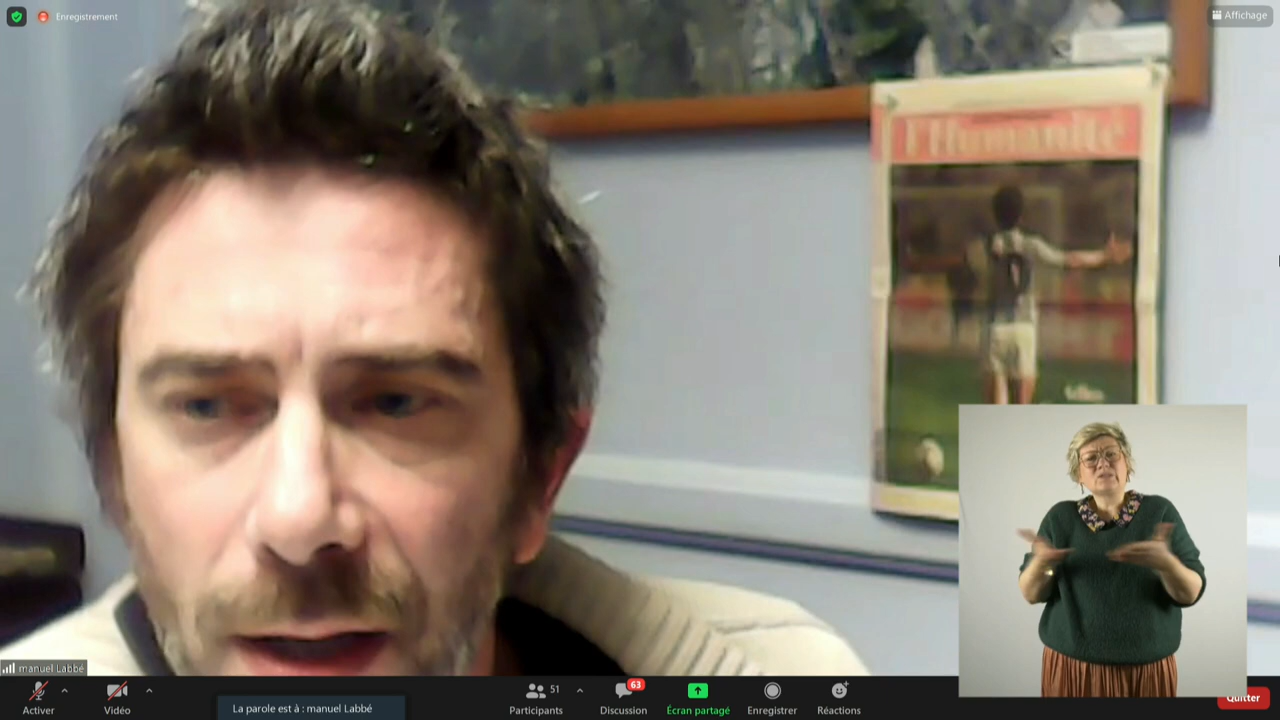 Enregistrement
Affichage
l'Humanité
manuel Labbé
Activer
Vidéo
La parole est à : manuel Labbé
51
Participants
63
Discussion
Écran partagé
Enregistrer
Réactions
Quitter